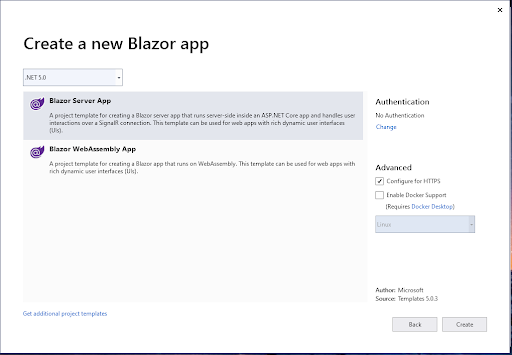 Create a new Blazor app
.NET 5.0
Blazor Server App
A project template for creating a Blazor server app that runs server-side inside an ASP.NET Core app and handles user
interactions over a SignalR connection. This template can be used for web apps with rich dynamic user interfaces
(UIs).
Blazor WebAssembly App
A project template for creating a Blazor app that runs on WebAssembly. This template can be used for web apps with
rich dynamic user interfaces (UIs).
Authentication
No Authentication
Change
Advanced
Configure for HTTPS
Enable Docker Support
(Requires Docker Desktop)
Linux
Author: Microsoft
Source: Templates 5.0.3
Get additional project templates
Back
Create